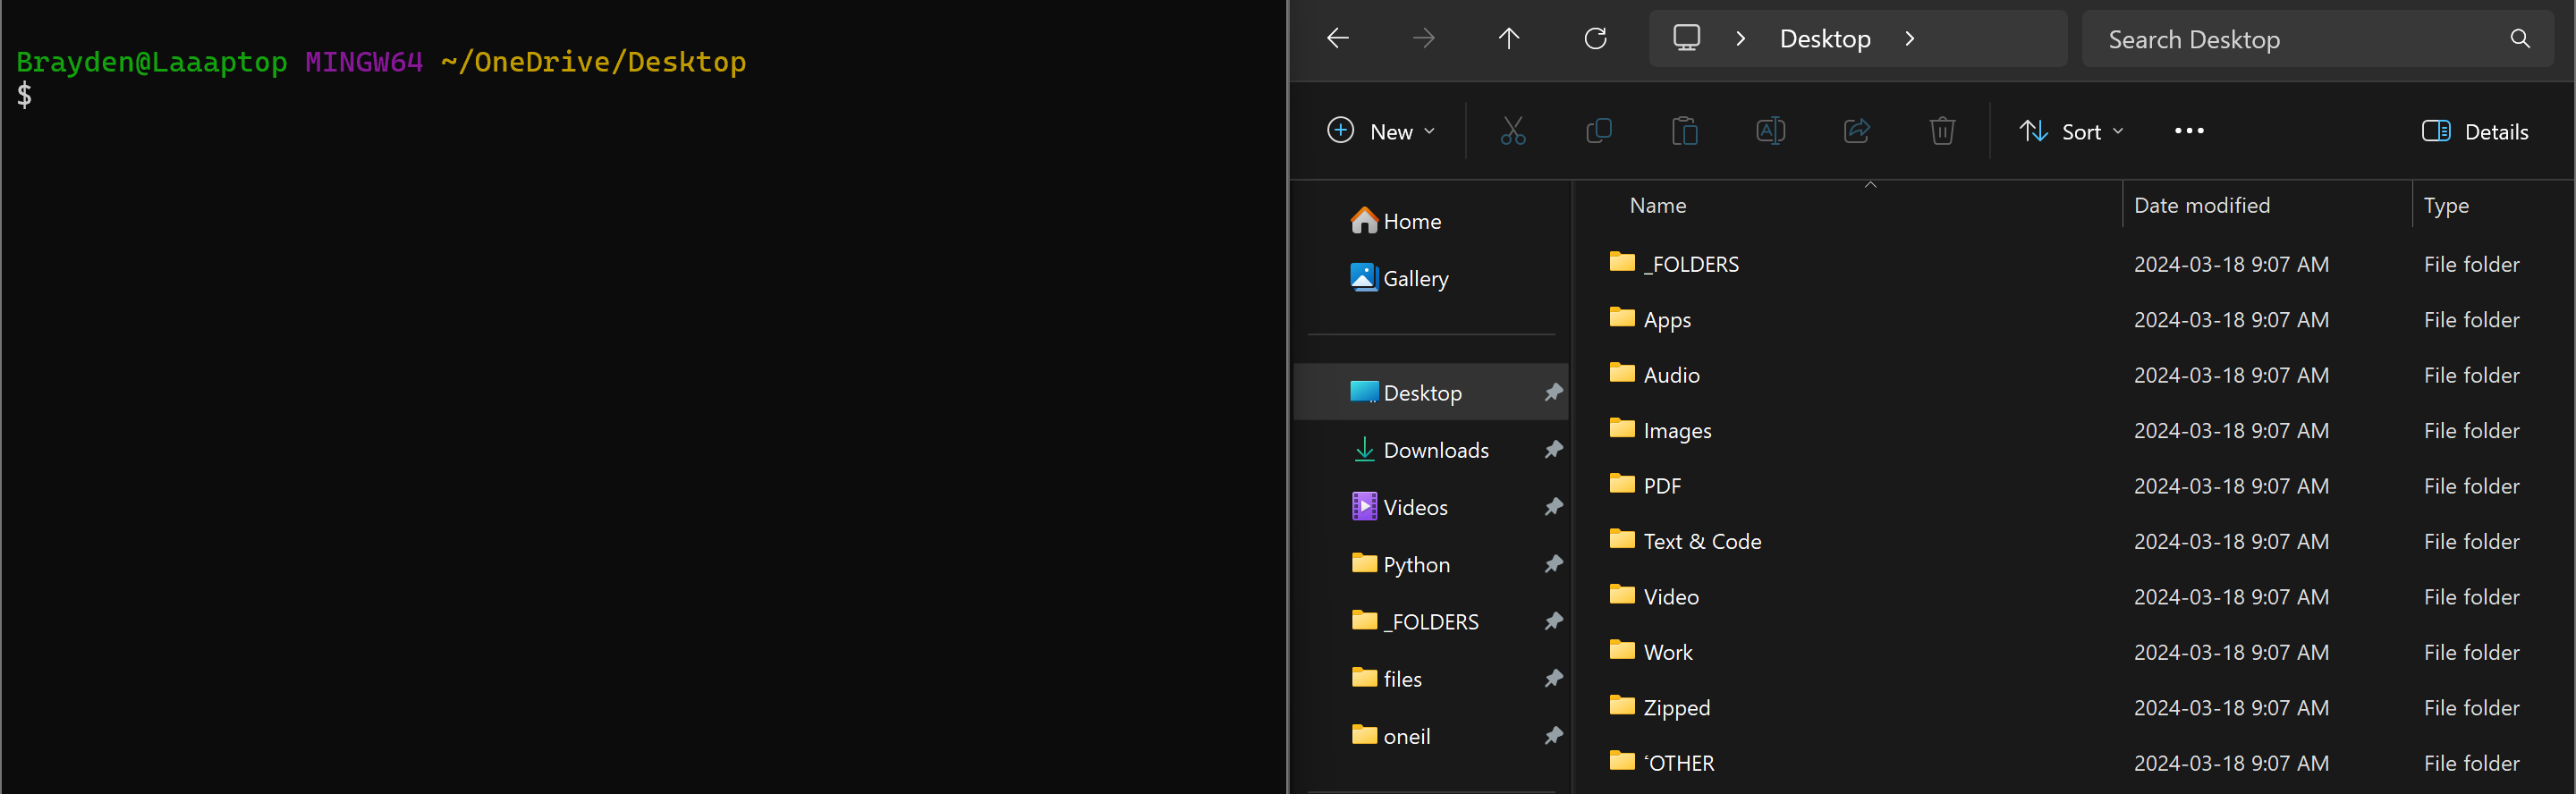 Brayden@Laaaptop MINGW64 ~/OneDrive/Desktop
$
Desktop
Search Desktop
New
Sort
Details
Home
Gallery
Desktop
Downloads
Videos
Python
_FOLDERS
files
oneil
Name Date modified Type
_FOLDERS 2024-03-18 9:07 AM File folder
Apps 2024-03-18 9:07 AM File folder
Audio 2024-03-18 9:07 AM File folder
Images 2024-03-18 9:07 AM File folder
PDF 2024-03-18 9:07 AM File folder
Text & Code 2024-03-18 9:07 AM File folder
Video 2024-03-18 9:07 AM File folder
Work 2024-03-18 9:07 AM File folder
Zipped 2024-03-18 9:07 AM File folder
‘OTHER 2024-03-18 9:07 AM File folder